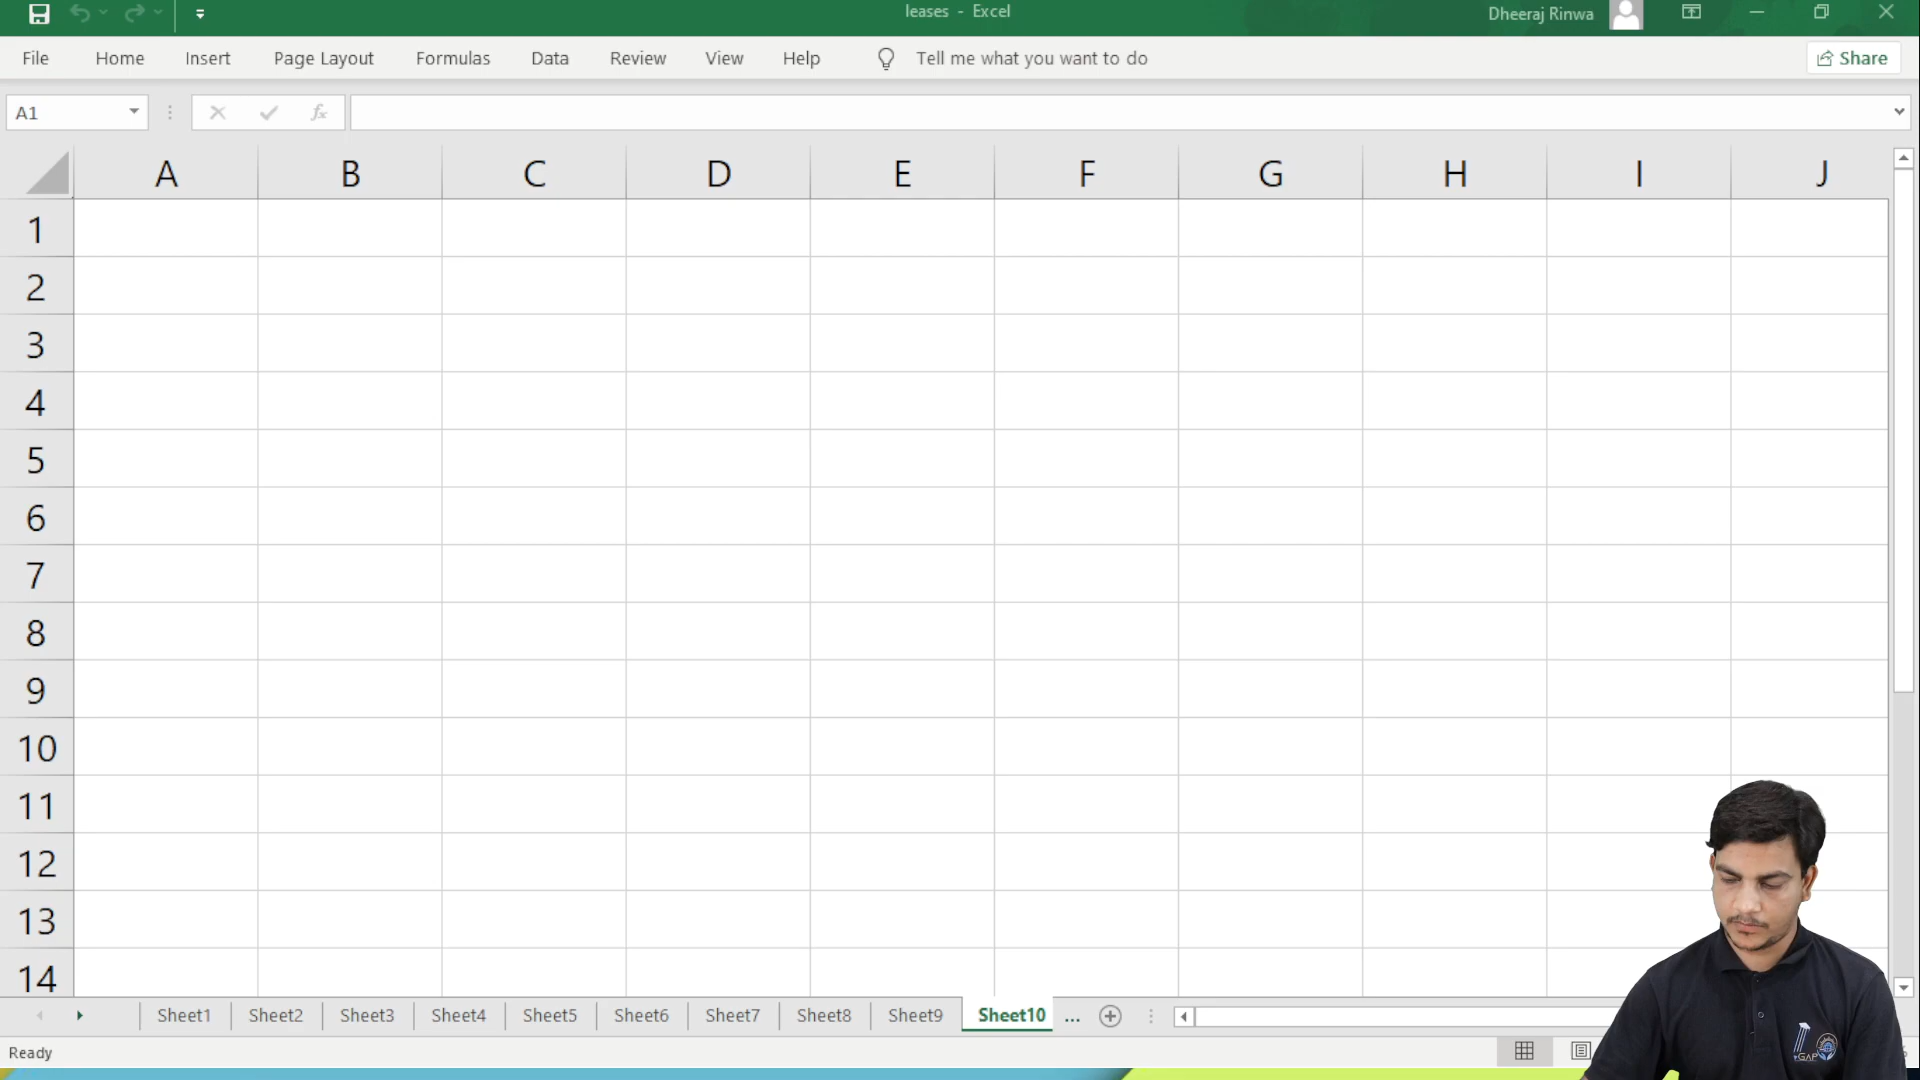 leases - Excel
Dheeraj Rinwa
File Home Insert Page Layout Formulas Data Review View Help Tell me what you want to do Share
A1
fx
A B C D E F G H I J
1
2
3
4
5
6
7
8
9
10
11
12
13
14
Sheet1 Sheet2 Sheet3 Sheet4 Sheet5 Sheet6 Sheet7 Sheet8 Sheet9 Sheet10 ...
Ready
GAP